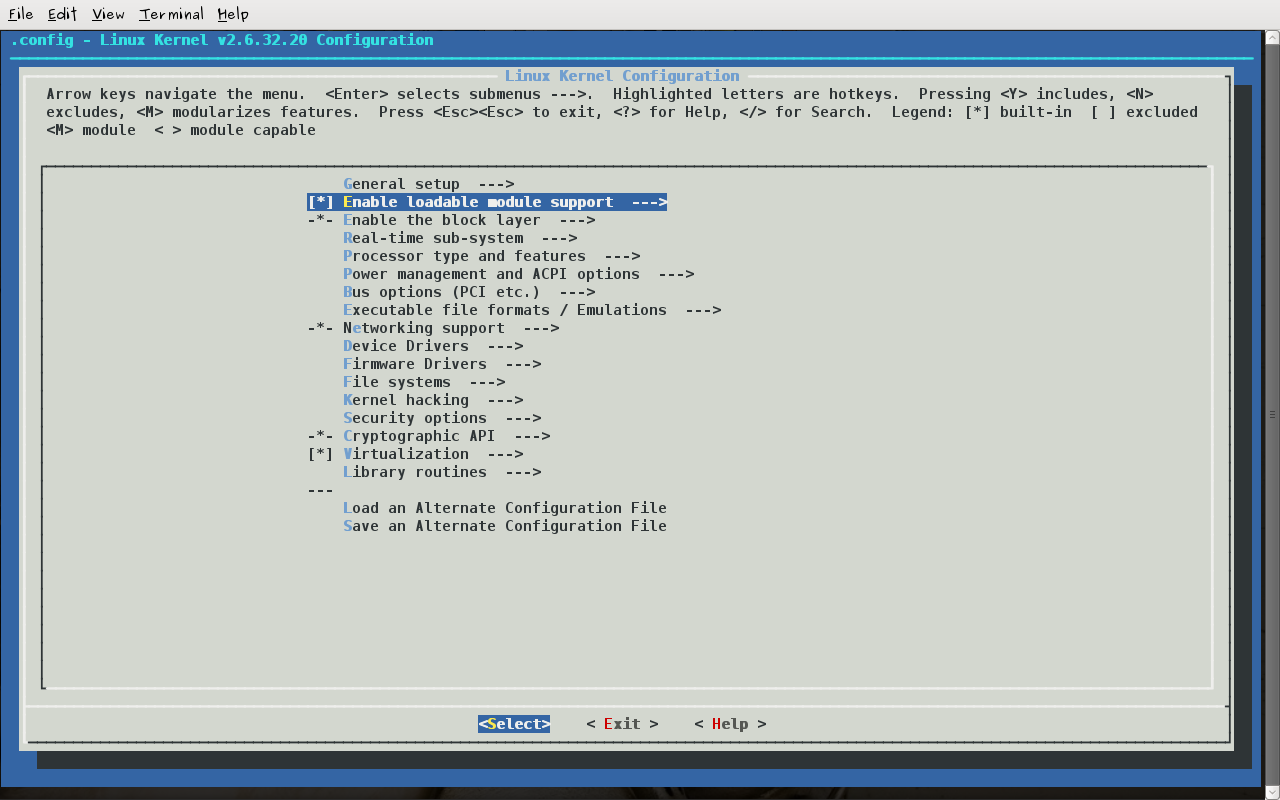 File Edit View Terminal Help
.config - Linux Kernel v2.6.32.20 Configuration
Linux Kernel Configuration
Arrow keys navigate the menu.  <Enter> selects submenus --->.  Highlighted letters are hotkeys.  Pressing <Y> includes, <N>
excludes, <M> modularizes features.  Press <Esc><Esc> to exit, <?> for Help, </> for Search.  Legend: [*] built-in  [ ] excluded
<M> module  < > module capable
General setup  --->
[*] Enable loadable module support  --->
-*- Enable the block layer  --->
Real-time sub-system  --->
Processor type and features  --->
Power management and ACPI options  --->
Bus options (PCI etc.)  --->
Executable file formats / Emulations  --->
-*- Networking support  --->
Device Drivers  --->
Firmware Drivers  --->
File systems  --->
Kernel hacking  --->
Security options  --->
-*- Cryptographic API  --->
[*] Virtualization  --->
Library routines  --->
---
Load an Alternate Configuration File
Save an Alternate Configuration File
<Select>    < Exit >    < Help >